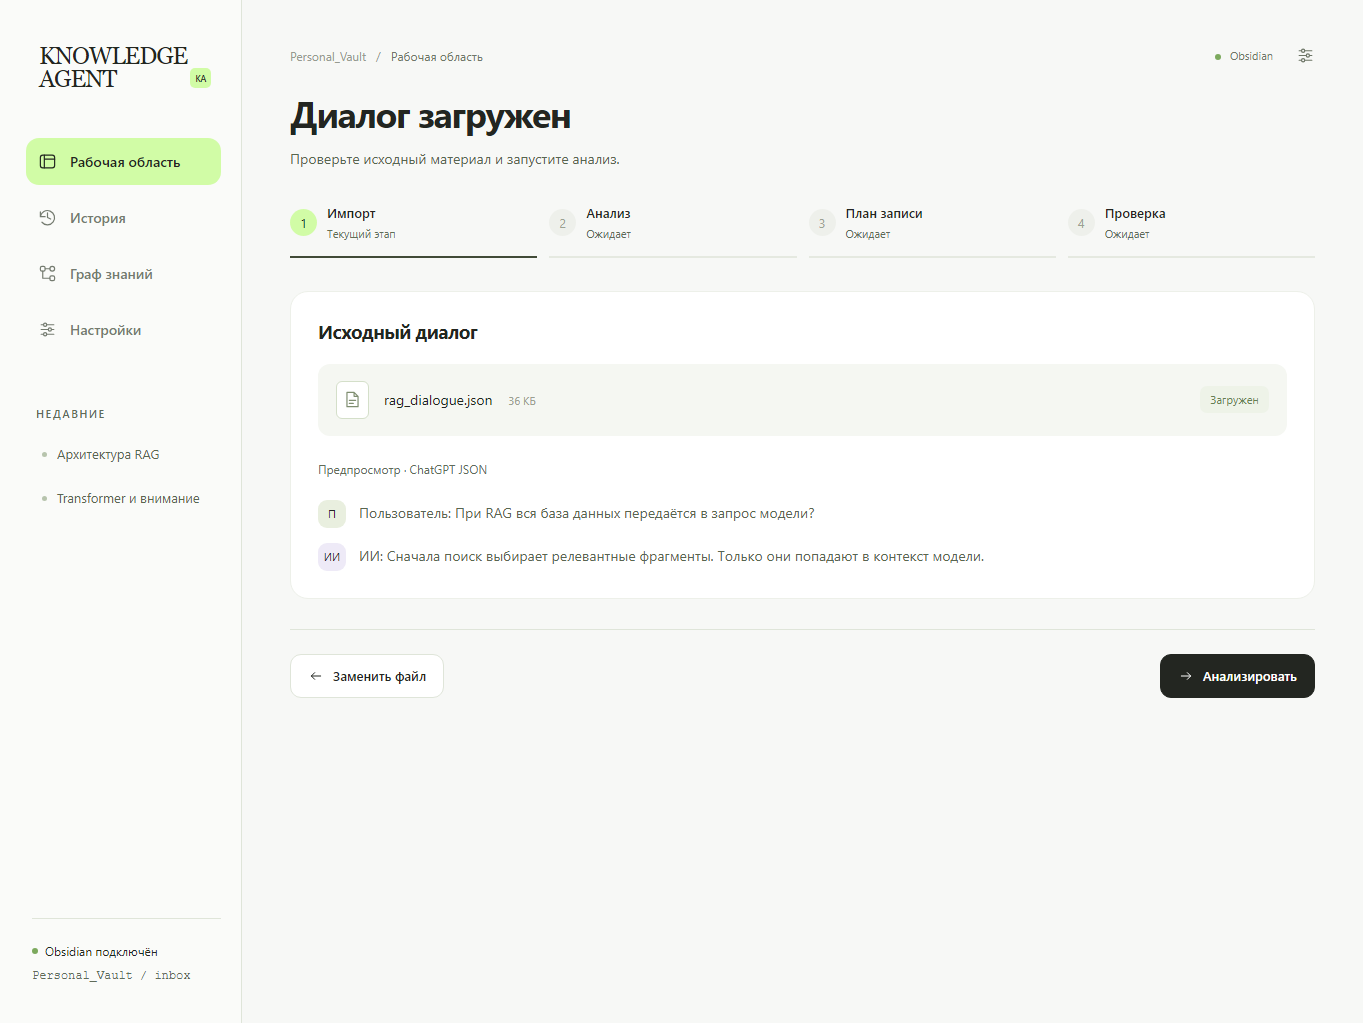 KNOWLEDGE
AGENT
KA
Рабочая область
История
Граф знаний
Настройки
НЕДАВНИЕ
Архитектура RAG
Transformer и внимание
Obsidian подключён
Personal_Vault / inbox
Personal_Vault / Рабочая область
Obsidian
Диалог загружен
Проверьте исходный материал и запустите анализ.
1 Импорт
Текущий этап
2 Анализ
Ожидает
3 План записи
Ожидает
4 Проверка
Ожидает
Исходный диалог
rag_dialogue.json 36 КБ
Загружен
Предпросмотр · ChatGPT JSON
П Пользователь: При RAG вся база данных передаётся в запрос модели?
ИИ ИИ: Сначала поиск выбирает релевантные фрагменты. Только они попадают в контекст модели.
← Заменить файл
→ Анализировать